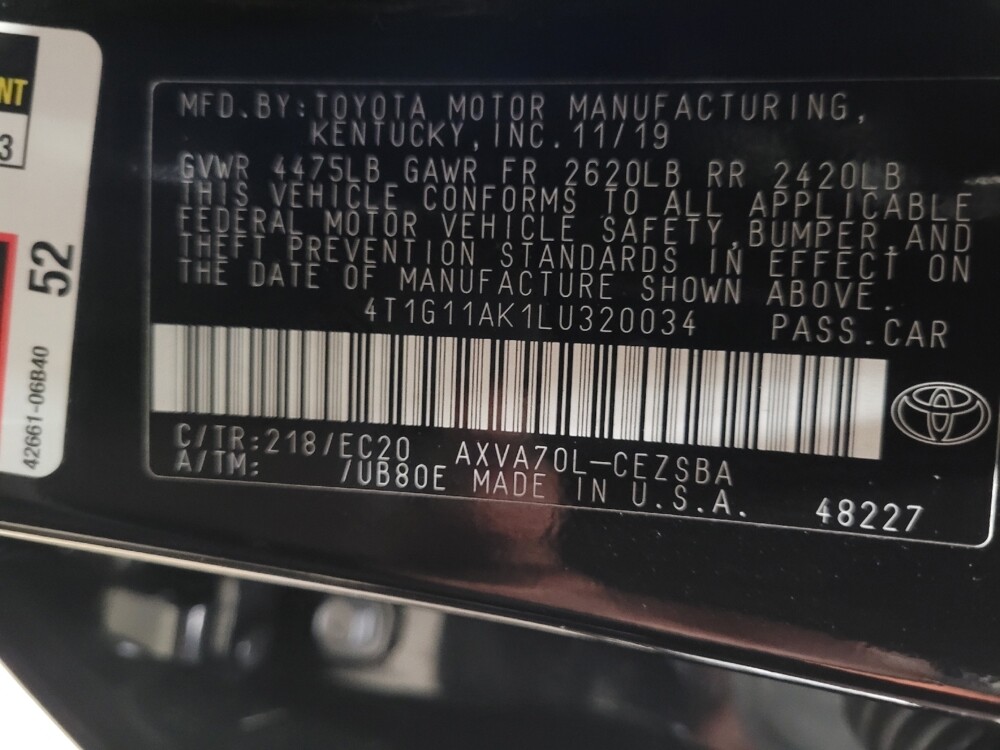 NT
3
52
42661-06B40
MFD.BY:TOYOTA MOTOR MANUFACTURING,
KENTUCKY,INC.11/19
GVWR 4475LB GAWR FR 2620LB RR 2420LB
THIS VEHICLE CONFORMS TO ALL APPLICABLE
FEDERAL MOTOR VEHICLE SAFETY,BUMPER,AND
THEFT PREVENTION STANDARDS IN EFFECT ON
THE DATE OF MANUFACTURE SHOWN ABOVE.
4T1G11AK1LU320034 PASS.CAR
C/TR:218/EC20 AXVA70L-CEZSBA
A/TM: /UB80E MADE IN U.S.A. 48227